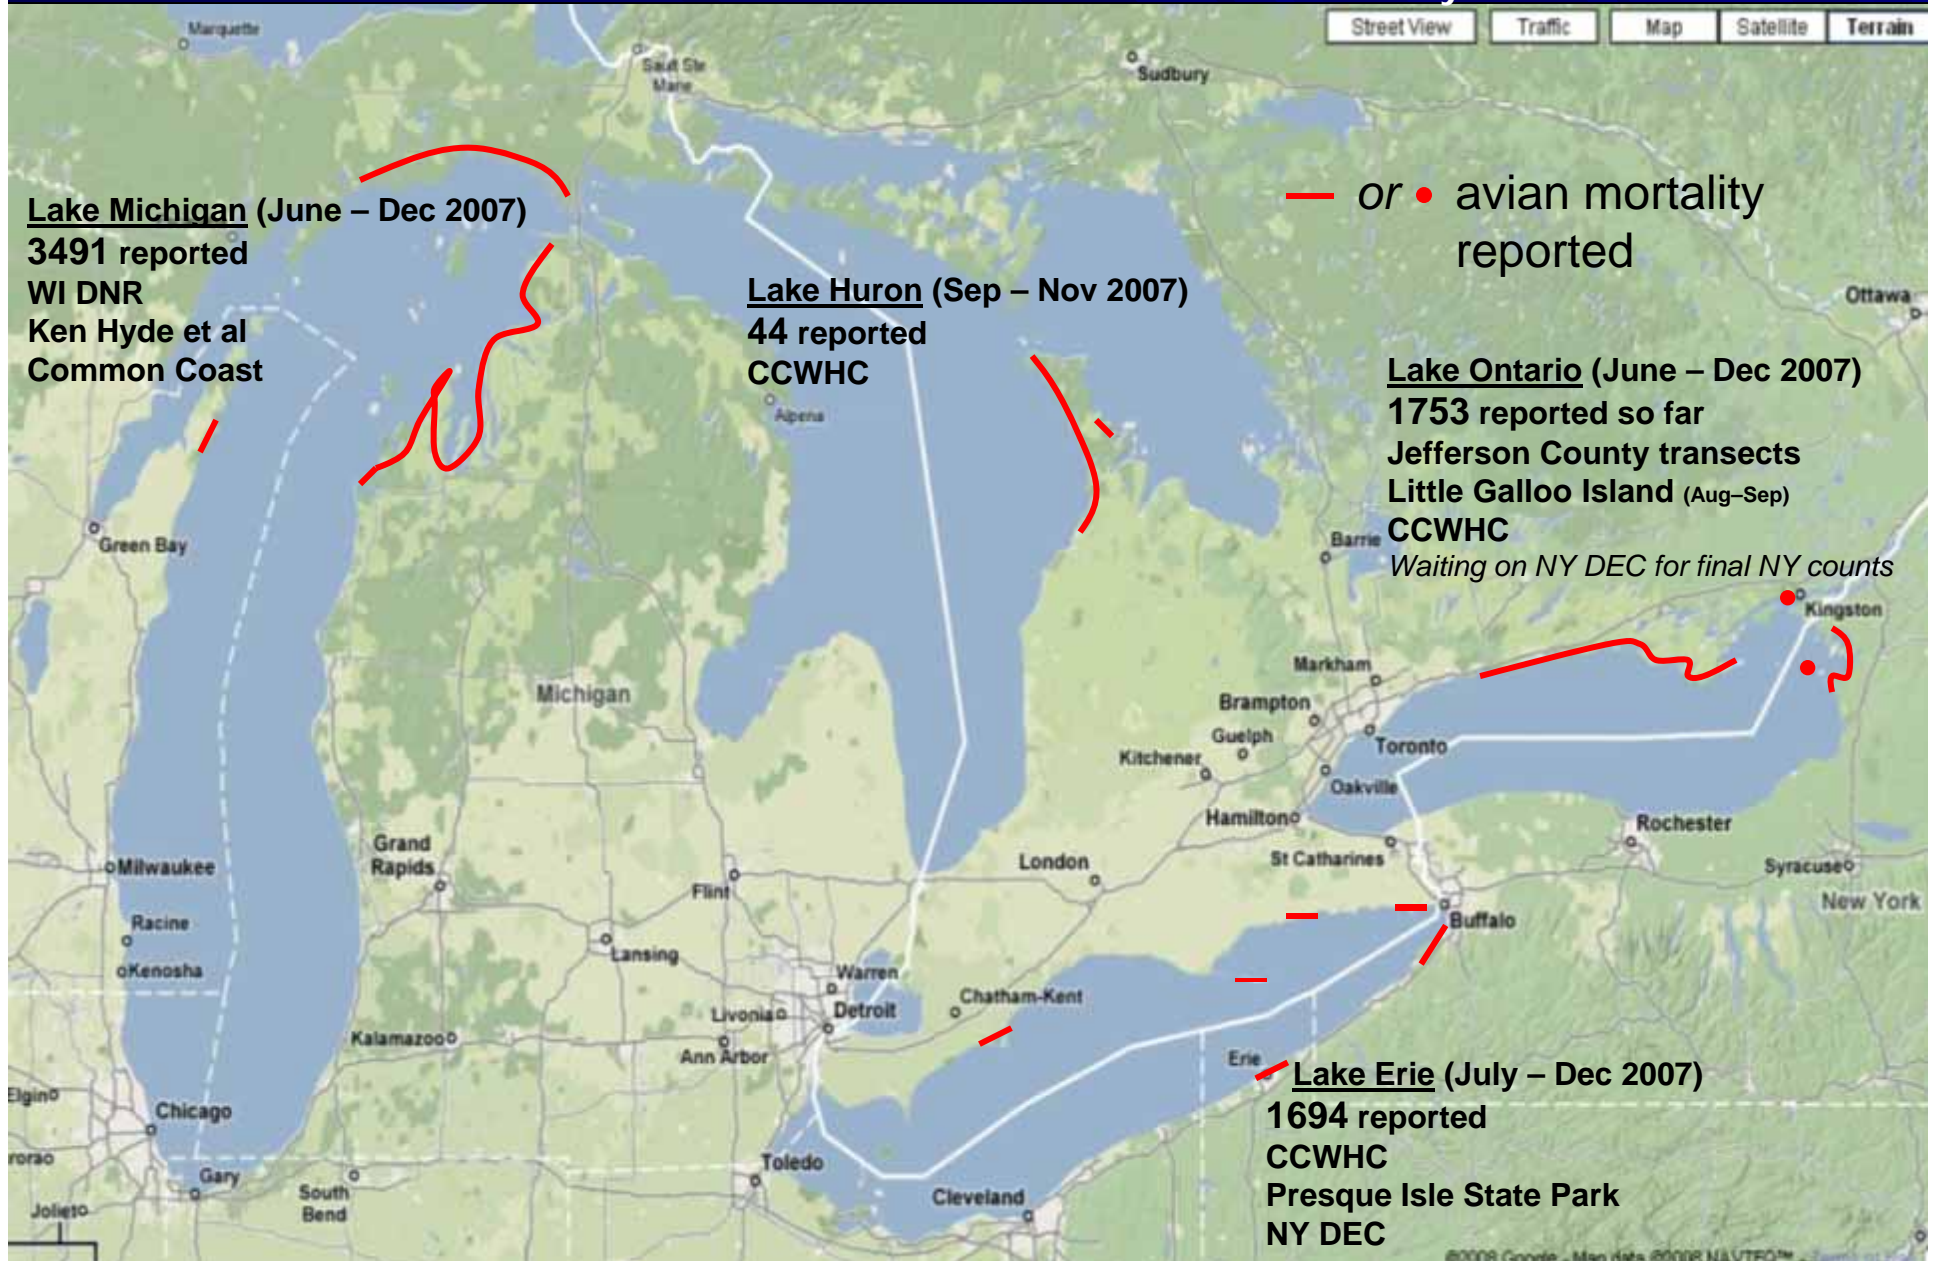 Street View
Traffic
Map
Satellite
Terrain
Marquette
Sault Ste
Marie
Sudbury
— or • avian mortality
reported
Lake Michigan (June – Dec 2007)
3491 reported
WI DNR
Ken Hyde et al
Common Coast
Lake Huron (Sep – Nov 2007)
44 reported
CCWHC
Ottawa
Lake Ontario (June – Dec 2007)
1753 reported so far
Jefferson County transects
Little Galloo Island (Aug–Sep)
CCWHC
Waiting on NY DEC for final NY counts
Alpena
Green Bay
Barrie
Kingston
Michigan
Markham
Brampton
Guelph
Toronto
Kitchener
Oakville
Hamilton
Rochester
St Catharines
Syracuse
New York
Milwaukee
Grand
Rapids
London
Flint
Racine
Buffalo
Lansing
Kenosha
Warren
Chatham-Kent
Livonia
Detroit
Kalamazoo
Ann Arbor
Erie
Lake Erie (July – Dec 2007)
1694 reported
CCWHC
Presque Isle State Park
NY DEC
Elgin
Chicago
Toledo
Gary
South
Bend
Cleveland
Joliet
©2008 Google - Map data ©2008 NAVTEQ™ -